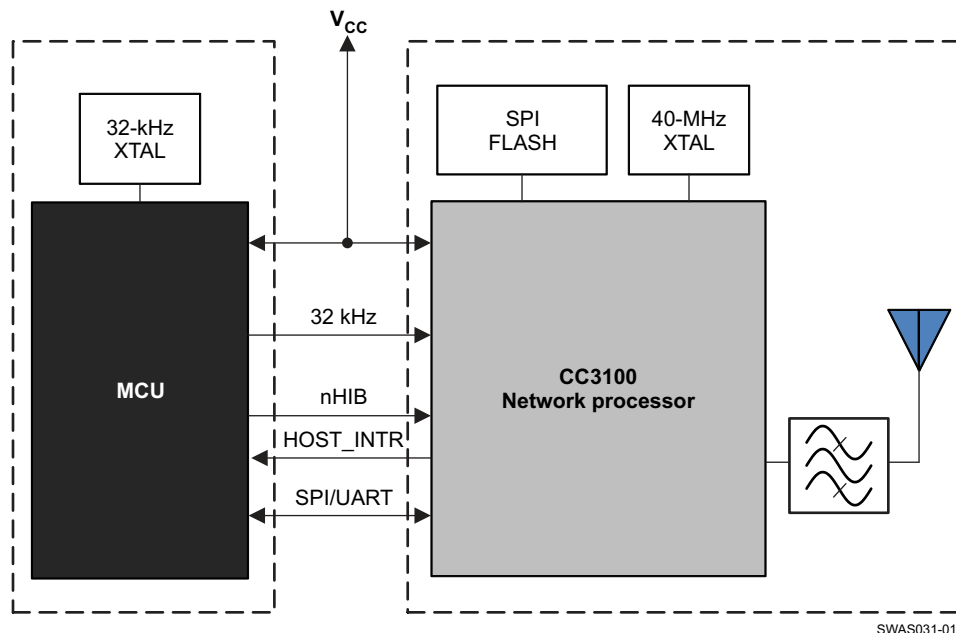 VCC
32-kHz
XTAL
SPI
FLASH
40-MHz
XTAL
32 kHz
MCU
CC3100
Network processor
nHIB
HOST_INTR
SPI/UART
SWAS031-01